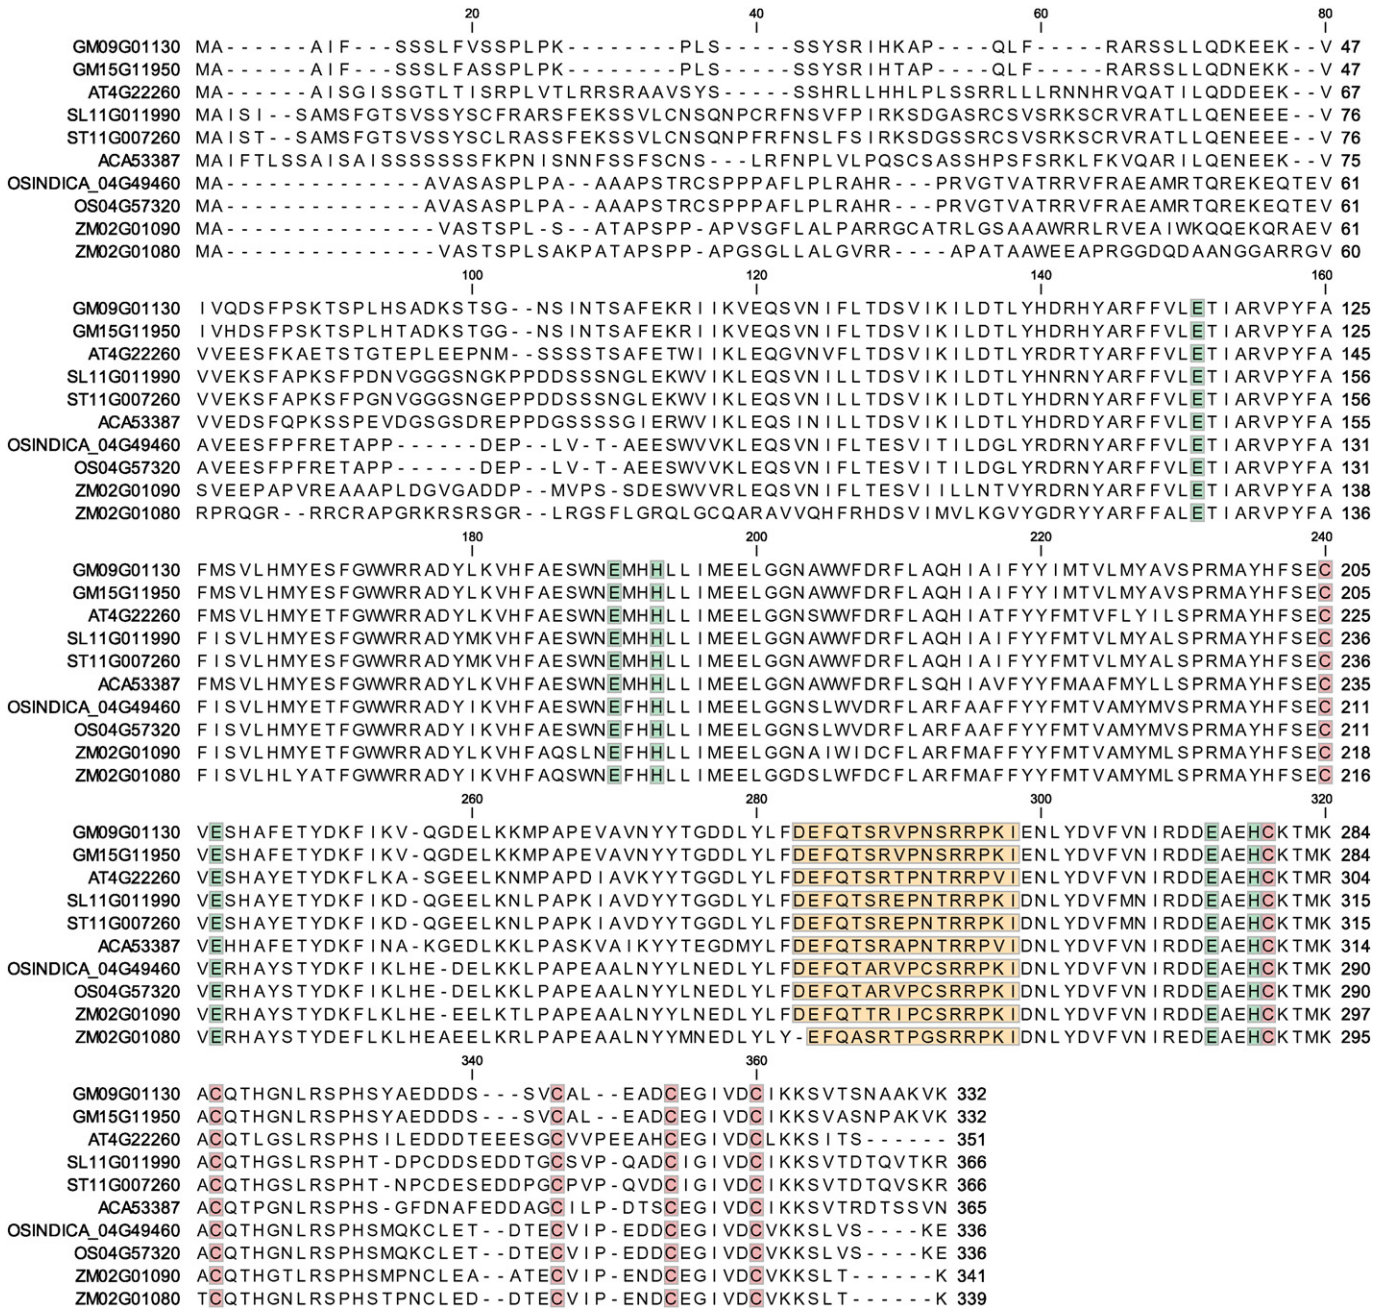 20 40 60 80
GM09G01130 MA------AIF---SSSLFVSSPLPK--------PLS-----SSYSRIHKAP----QLF-----RARSSLLQDKEEK--V 47
GM15G11950 MA------AIF---SSSLFASSPLPK--------PLS-----SSYSRIHTAP----QLF-----RARSSLLQDNEKK--V 47
AT4G22260 MA------AISGISSGTLTISRPLVTLRRSRAAVSYS-----SSHRLLHHLPLSSRRLLLRNNHRVQATILQDDEEK--V 67
SL11G011990 MAISI--SAMSFGTSVSSYSCFRARSSFEKSSVLCNSQNPCRFNSVFPIRKSDGASRCSVSRKSCRVRATLLQENEEE--V 76
ST11G007260 MAIST--SAMSFGTSVSSYSCFLRASSFEKSSVLCNSQNPFRFNSLFSIRKSDGSSRCSVSRKSCRVRATLLQENEEE--V 76
ACA53387 MAIFTLSSAISAISSSSSSSSFKPNISNNFSSFSCNS---LRFNPLVLPQSCSASSHPSFSRKLFKVQARILQENEEK--V 75
OSINDICA_04G49460 MA--------------AVASASPLPA--AAAPSTRCSPPPAFLPLRAHR---PRVGTVATRRVFRAEAMRTQREKEQTEV 61
OS04G57320 MA--------------AVASASPLPA--AAAPSTRCSPPPAFLPLRAHR---PRVGTVATRRVFRAEAMRTQREKEQTEV 61
ZM02G01090 MA---------------VASTSPL-S--ATAPSPP-APVSGFLALPARRGCATRLGSAAAWRRLRVEAIWKQQEKQRAEV 61
ZM02G01080 MA---------------VASTSPLSAKPATAPSPP-APGSGLLALGVRR----APATAAWEEAPRGGDQDAANGGARRGV 60
100 120 140 160
GM09G01130 IVQDSFPSKTSPLHSADKSTSG--NSINTSAFEKRIIKVEQSVNIFLTDSVIKILDTLYHDRHYARFFVLETIARVPYFA 125
GM15G11950 IVHDSFPSKTSPLHTADKSTGG--NSINTSAFEKRIIKVEQSVNIFLTDSVIKILDTLYHDRHYARFFVLETIARVPYFA 125
AT4G22260 VVEESFKAETSTGTEPLEEPNM--SSSSTSAFETWIIKLEQGVNVFLTDSVIKILDTLYRDRTYARFFVLETIARVPYFA 145
SL11G011990 VVEKSFAPKSFPDNVGGGSNGKPPDDSSSNGLEKWVIKLEQSVNILLTDSVIKILDTLYHNRNYARFFVLETIARVPYFA 156
ST11G007260 VVEKSFAPKSFPGNVGGGSNGEPPDDSSSNGLEKWVIKLEQSVNILLTDSVIKILDTLYHNRNYARFFVLETIARVPYFA 156
ACA53387 VVEDSFQPKSSPEVDGSGSDREPPDGSSSSGIERWVIKLEQSINILLTDSVIKILDTLYHDRDYARFFVLETIARVPYFA 155
OSINDICA_04G49460 AVEESFPFRETAPP------DEP--LV-T-AEESWVVKLEQSVNIFLTESVITILDGLYRDRNYARFFVLETIARVPYFA 131
OS04G57320 AVEESFPFRETAPP------DEP--LV-T-AEESWVVKLEQSVNIFLTESVITILDGLYRDRNYARFFVLETIARVPYFA 131
ZM02G01090 SVEEPAPVREAAAPLDGVGADDP--MVPS-SDESWVVRLEQSVNIFLTESVIILLNTVYRDRNYARFFVLETIARVPYFA 138
ZM02G01080 RPRQGR--RRCRAPGRKRSRSGR--LRGSFLGRQLGCQARAVVQHFRHDSVIMVLKGVYGDRYYARFFALETIARVPYFA 136
180 200 220 240
GM09G01130 FMSVLHMYESFGWWRRADYLKVHFAESWNEMHHLLIMEELGGNAWWFDRFLAQHIAIFYYIMTVLMYAVSPRMAYHFSEC 205
GM15G11950 FMSVLHMYESFGWWRRADYLKVHFAESWNEMHHLLIMEELGGNAWWFDRFLAQHIAIFYYIMTVLMYAVSPRMAYHFSEC 205
AT4G22260 FMSVLHMYETFGWWRRADYLKVHFAESWNEMHHLLIMEELGGNSWWFDRFLAQHIATFYYFMTVFLYILSPRMAYHFSEC 225
SL11G011990 FISVLHMYESFGWWRRADYMKVHFAESWNEMHHLLIMEELGGNAWWFDRFLAQHIAIFYYFMTVLMYALSPRMAYHFSEC 236
ST11G007260 FISVLHMYESFGWWRRADYMKVHFAESWNEMHHLLIMEELGGNAWWFDRFLAQHIAIFYYFMTVLMYALSPRMAYHFSEC 236
ACA53387 FMSVLHMYESFGWWRRADYLKVHFAESWNEMHHLLIMEELGGNAWWFDRFLSQHIAVFYYFMAAFMYLLSPRMAYHFSEC 235
OSINDICA_04G49460 FISVLHMYETFGWWRRADYLKVHFAESWNEFHHLLIMEELGGNSLWVDRFLARFAAFFYYFMTVAMYMVSPRMAYHFSEC 211
OS04G57320 FISVLHMYETFGWWRRADYLKVHFAESWNEFHHLLIMEELGGNSLWVDRFLARFAAFFYYFMTVAMYMVSPRMAYHFSEC 211
ZM02G01090 FISVLHMYETFGWWRRADYIKVHFAQSLNEFHHLLIMEELGGNAIWIDCFLARFMAFFYYFMTVAMYMLSPRMAYHFSEC 218
ZM02G01080 FISVLHLYATFGWWRRADYIKVHFAQSWNEFHHLLIMEELGGDSLWFDCFLARFMAFFYYFMTVAMYMLSPRMAYHFSEC 216
260 280 300 320
GM09G01130 VESHAFETYDKFIKV-QGDELKKMPAPEVAVNYYTGDDLYLFDEFQTSRVPNSRRPKIENLYDVFVNIRDDEAEHCKTMK 284
GM15G11950 VESHAFETYDKFIKV-QGDELKKMPAPEVAVNYYTGDDLYLFDEFQTSRVPNSRRPKIENLYDVFVNIRDDEAEHCKTMK 284
AT4G22260 VESHAYETYDKFLKA-SGEELKNMPAPDIAVKYYTGGDLYLFDEFQTSRTPNTRRPVIENLYDVFVNIRDDEAEHCKTMR 304
SL11G011990 VESHAYETYDKFIKD-QGEELKNLPAPKIAVDYYTGGDLYLFDEFQTSREPNTRRPKIDNLYDVFMNIRDDEAEHCKTMK 315
ST11G007260 VESHAYETYDKFIKD-QGEELKNLPAPKIAVDYYTGGDLYLFDEFQTSREPNTRRPKIDNLYDVFMNIRDDEAEHCKTMK 315
ACA53387 VEHHAFETYDKFINA-KGEDLKKLPASKVAIKYYTEGDMYLFDEFQTSRAPNTRRPVIDNLYDVFVNIRDDEAEHCKTMK 314
OSINDICA_04G49460 VERHAYSTYDKFIKLHE-DELKKLPAPEAALNYYLNEDLYLFDEFQTARVPCSRRPKIDNLYDVFVNIRDDEAEHCKTMK 290
OS04G57320 VERHAYSTYDKFIKLHE-DELKKLPAPEAALNYYLNEDLYLFDEFQTARVPCSRRPKIDNLYDVFVNIRDDEAEHCKTMK 290
ZM02G01090 VERHAYSTYDKFLKLHE-EELKTLPAPEAALNYYLNEDLYLFDEFQTTRIPCSRRPKIDNLYDVFVNIRDDEAEHCKTMK 297
ZM02G01080 VERHAYSTYDEFLKLHEAEELKRLPAPEAALNYYMNEDLYLY-EFQASRTPGSRRPKIDNLYDVFVNIREDEAEHCKTMK 295
340 360
GM09G01130 ACQTHGNLRSPHSYAEDDDDS---SVCAL--EADCEGIVDCIKKSVTSNAAKVK 332
GM15G11950 ACQTHGNLRSPHSYAEDDDDS---SVCAL--EADCEGIVDCIKKSVASNPAKVK 332
AT4G22260 ACQTLGSLRSPHSILEDDDTEEESGCVVPEEAHCEGIVDCLKKSITS------ 351
SL11G011990 ACQTHGSLRSPHT-DPCDDSEDDTGCSVP-QADCIGIVDCIKKSVTDTQVTKR 366
ST11G007260 ACQTHGSLRSPHT-NPCDESEDDPGCPVP-QVDCIGIVDCIKKSVTDTQVSKR 366
ACA53387 ACQTPGNLRSPHS-GFDNAFEDDAGCILP-DTSCEGIVDCIKKSVTRDTSSVN 365
OSINDICA_04G49460 ACQTHGNLRSPHSMQKCLET--DTECVIP-EDDCEGIVDCVKKSLVS----KE 336
OS04G57320 ACQTHGNLRSPHSMQKCLET--DTECVIP-EDDCEGIVDCVKKSLVS----KE 336
ZM02G01090 ACQTHGTLRSPHSMPNCLEA--ATECVIP-ENDCEGIVDCVKKSLT------K 341
ZM02G01080 TCQTHGNLRSPHSTPNCLED--DTECVIP-ENDCEGIVDCVKKSLT------K 339